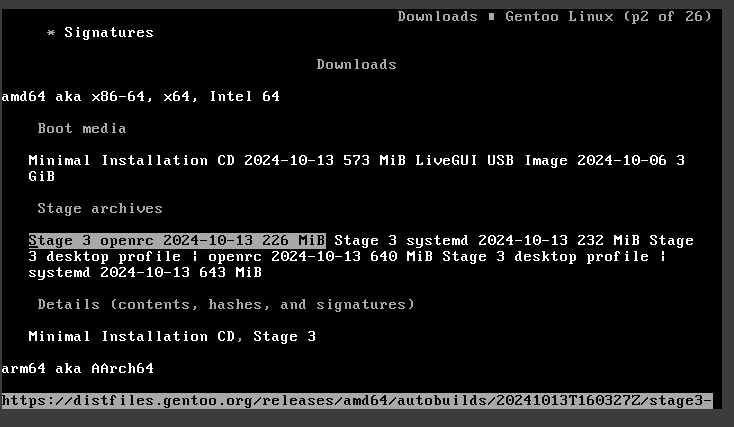 Downloads ∎ Gentoo Linux (p2 of 26)
* Signatures
Downloads
amd64 aka x86-64, x64, Intel 64
Boot media
Minimal Installation CD 2024-10-13 573 MiB LiveGUI USB Image 2024-10-06 3
GiB
Stage archives
Stage 3 openrc 2024-10-13 226 MiB Stage 3 systemd 2024-10-13 232 MiB Stage
3 desktop profile | openrc 2024-10-13 640 MiB Stage 3 desktop profile |
systemd 2024-10-13 643 MiB
Details (contents, hashes, and signatures)
Minimal Installation CD, Stage 3
arm64 aka AArch64
https://distfiles.gentoo.org/releases/amd64/autobuilds/20241013T160327Z/stage3-